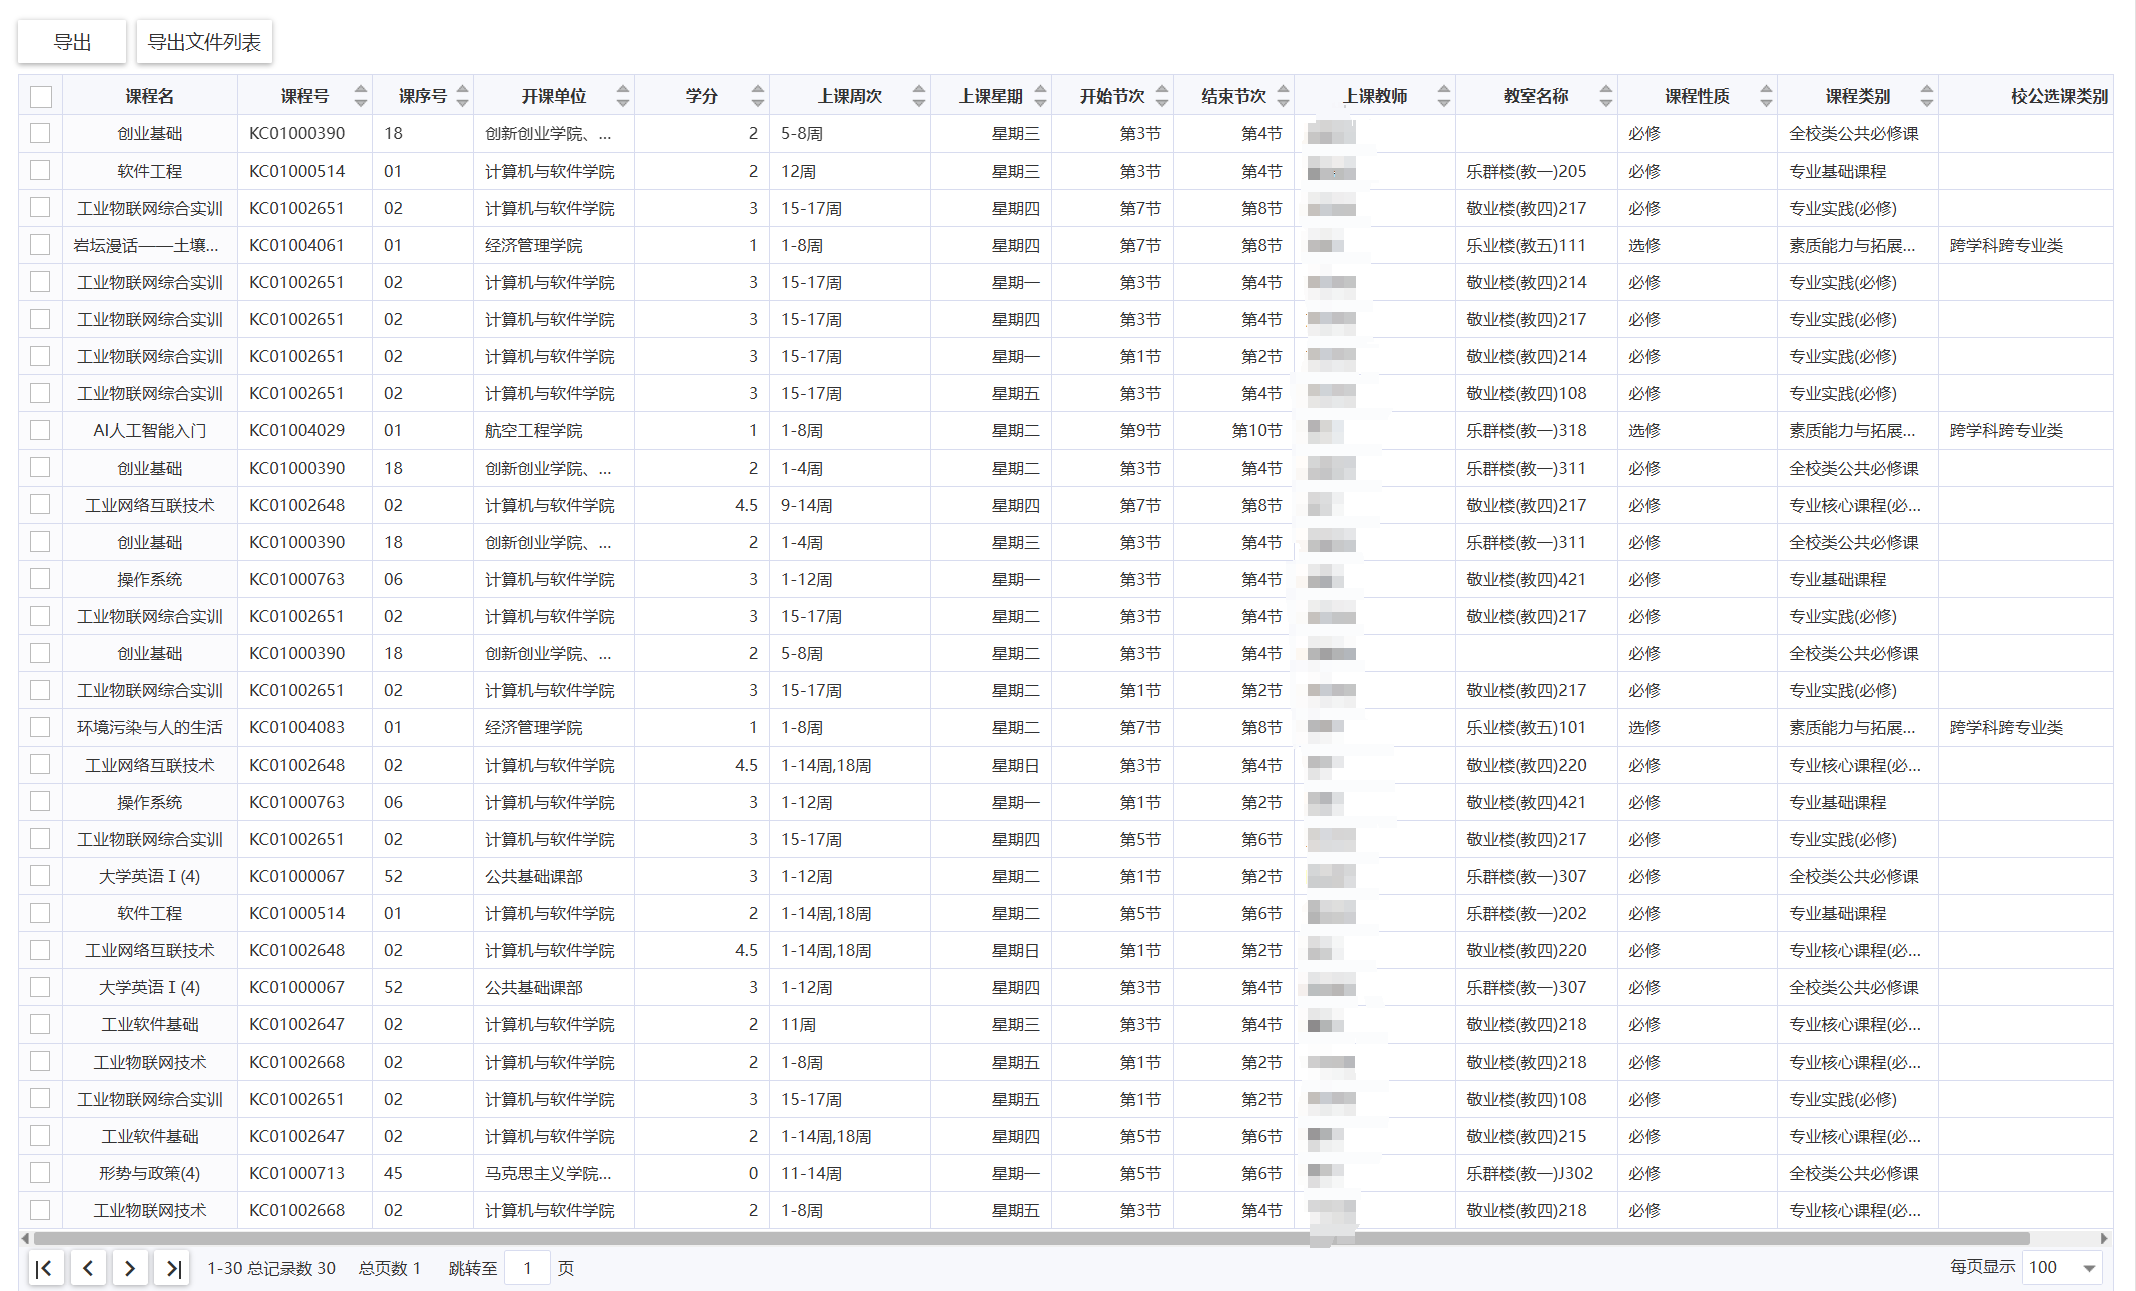 导出 导出文件列表
课程名 课程号 课序号 开课单位 学分 上课周次 上课星期 开始节次 结束节次 上课教师 教室名称 课程性质 课程类别 校公选课类别
创业基础 KC01000390 18 创新创业学院、... 2 5-8周 星期三 第3节 第4节 必修 全校类公共必修课
软件工程 KC01000514 01 计算机与软件学院 2 12周 星期三 第3节 第4节 乐群楼(教一)205 必修 专业基础课程
工业物联网综合实训 KC01002651 02 计算机与软件学院 3 15-17周 星期四 第7节 第8节 敬业楼(教四)217 必修 专业实践(必修)
岩坛漫话——土壤... KC01004061 01 经济管理学院 1 1-8周 星期四 第7节 第8节 乐业楼(教五)111 选修 素质能力与拓展... 跨学科跨专业类
工业物联网综合实训 KC01002651 02 计算机与软件学院 3 15-17周 星期一 第3节 第4节 敬业楼(教四)214 必修 专业实践(必修)
工业物联网综合实训 KC01002651 02 计算机与软件学院 3 15-17周 星期四 第3节 第4节 敬业楼(教四)217 必修 专业实践(必修)
工业物联网综合实训 KC01002651 02 计算机与软件学院 3 15-17周 星期一 第1节 第2节 敬业楼(教四)214 必修 专业实践(必修)
工业物联网综合实训 KC01002651 02 计算机与软件学院 3 15-17周 星期五 第3节 第4节 敬业楼(教四)108 必修 专业实践(必修)
AI人工智能入门 KC01004029 01 航空工程学院 1 1-8周 星期二 第9节 第10节 乐群楼(教一)318 选修 素质能力与拓展... 跨学科跨专业类
创业基础 KC01000390 18 创新创业学院、... 2 1-4周 星期二 第3节 第4节 乐群楼(教一)311 必修 全校类公共必修课
工业网络互联技术 KC01002648 02 计算机与软件学院 4.5 9-14周 星期四 第7节 第8节 敬业楼(教四)217 必修 专业核心课程(必...
创业基础 KC01000390 18 创新创业学院、... 2 1-4周 星期三 第3节 第4节 乐群楼(教一)311 必修 全校类公共必修课
操作系统 KC01000763 06 计算机与软件学院 3 1-12周 星期一 第3节 第4节 敬业楼(教四)421 必修 专业基础课程
工业物联网综合实训 KC01002651 02 计算机与软件学院 3 15-17周 星期二 第3节 第4节 敬业楼(教四)217 必修 专业实践(必修)
创业基础 KC01000390 18 创新创业学院、... 2 5-8周 星期二 第3节 第4节 必修 全校类公共必修课
工业物联网综合实训 KC01002651 02 计算机与软件学院 3 15-17周 星期二 第1节 第2节 敬业楼(教四)217 必修 专业实践(必修)
环境污染与人的生活 KC01004083 01 经济管理学院 1 1-8周 星期二 第7节 第8节 乐业楼(教五)101 选修 素质能力与拓展... 跨学科跨专业类
工业网络互联技术 KC01002648 02 计算机与软件学院 4.5 1-14周,18周 星期日 第3节 第4节 敬业楼(教四)220 必修 专业核心课程(必...
操作系统 KC01000763 06 计算机与软件学院 3 1-12周 星期一 第1节 第2节 敬业楼(教四)421 必修 专业基础课程
工业物联网综合实训 KC01002651 02 计算机与软件学院 3 15-17周 星期四 第5节 第6节 敬业楼(教四)217 必修 专业实践(必修)
大学英语Ⅰ(4) KC01000067 52 公共基础课部 3 1-12周 星期二 第1节 第2节 乐群楼(教一)307 必修 全校类公共必修课
软件工程 KC01000514 01 计算机与软件学院 2 1-14周,18周 星期二 第5节 第6节 乐群楼(教一)202 必修 专业基础课程
工业网络互联技术 KC01002648 02 计算机与软件学院 4.5 1-14周,18周 星期日 第1节 第2节 敬业楼(教四)220 必修 专业核心课程(必...
大学英语Ⅰ(4) KC01000067 52 公共基础课部 3 1-12周 星期四 第3节 第4节 乐群楼(教一)307 必修 全校类公共必修课
工业软件基础 KC01002647 02 计算机与软件学院 2 11周 星期三 第3节 第4节 敬业楼(教四)218 必修 专业核心课程(必...
工业物联网技术 KC01002668 02 计算机与软件学院 2 1-8周 星期五 第1节 第2节 敬业楼(教四)218 必修 专业核心课程(必...
工业物联网综合实训 KC01002651 02 计算机与软件学院 3 15-17周 星期五 第1节 第2节 敬业楼(教四)108 必修 专业实践(必修)
工业软件基础 KC01002647 02 计算机与软件学院 2 1-14周,18周 星期四 第5节 第6节 敬业楼(教四)215 必修 专业核心课程(必...
形势与政策(4) KC01000713 45 马克思主义学院... 0 11-14周 星期一 第5节 第6节 乐群楼(教一)J302 必修 全校类公共必修课
工业物联网技术 KC01002668 02 计算机与软件学院 2 1-8周 星期五 第3节 第4节 敬业楼(教四)218 必修 专业核心课程(必...
1-30 总记录数 30 总页数 1 跳转至 1 页 每页显示 100